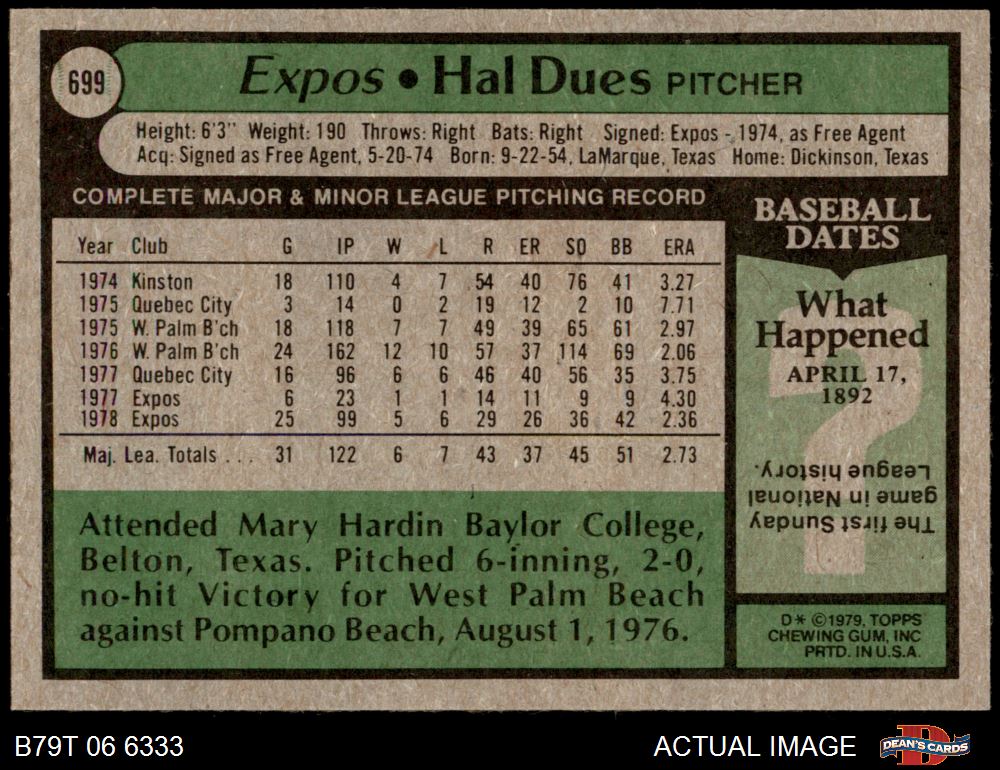 699
Expos • Hal Dues PITCHER
Height: 6'3" Weight: 190 Throws: Right Bats: Right Signed: Expos - 1974, as Free Agent
Acq: Signed as Free Agent, 5-20-74 Born: 9-22-54, LaMarque, Texas Home: Dickinson, Texas
COMPLETE MAJOR & MINOR LEAGUE PITCHING RECORD
Year Club G IP W L R ER SO BB ERA
1974 Kinston 18 110 4 7 54 40 76 41 3.27
1975 Quebec City 3 14 0 2 19 12 2 10 7.71
1975 W. Palm B'ch 18 118 7 7 49 39 65 61 2.97
1976 W. Palm B'ch 24 162 12 10 57 37 114 69 2.06
1977 Quebec City 16 96 6 6 46 40 56 35 3.75
1977 Expos 6 23 1 1 14 11 9 9 4.30
1978 Expos 25 99 5 6 29 26 36 42 2.36
Maj. Lea. Totals . . . 31 122 6 7 43 37 45 51 2.73
Attended Mary Hardin Baylor College,
Belton, Texas. Pitched 6-inning, 2-0,
no-hit Victory for West Palm Beach
against Pompano Beach, August 1, 1976.
BASEBALL
DATES
What
Happened
APRIL 17,
1892
?
The first Sunday
game in National
League history.
D* ©1979, TOPPS
CHEWING GUM, INC
PRTD. IN U.S.A.
B79T 06 6333
ACTUAL IMAGE
D
DEAN'S CARDS